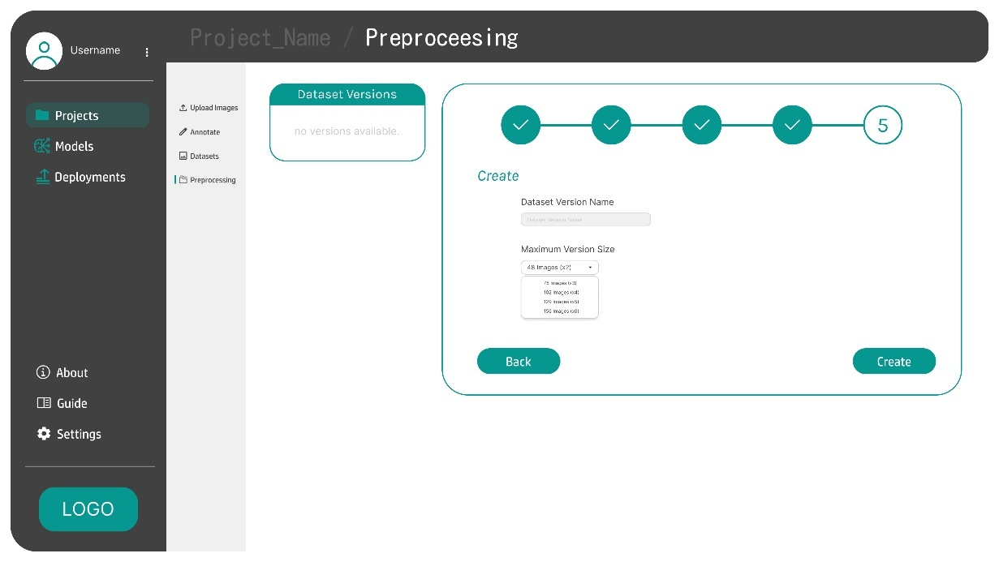 Username
Project_Name / Preproceesing
Projects
Models
Deployments
About
Guide
Settings
LOGO
Upload Images
Annotate
Datasets
Preprocessing
Dataset Versions
no versions available.
5
Create
Dataset Version Name
Dataset Version Name
Maximum Version Size
48 Images (x2)
75 Images (x3)
102 Images (x4)
129 Images (x5)
156 Images (x6)
Back
Create